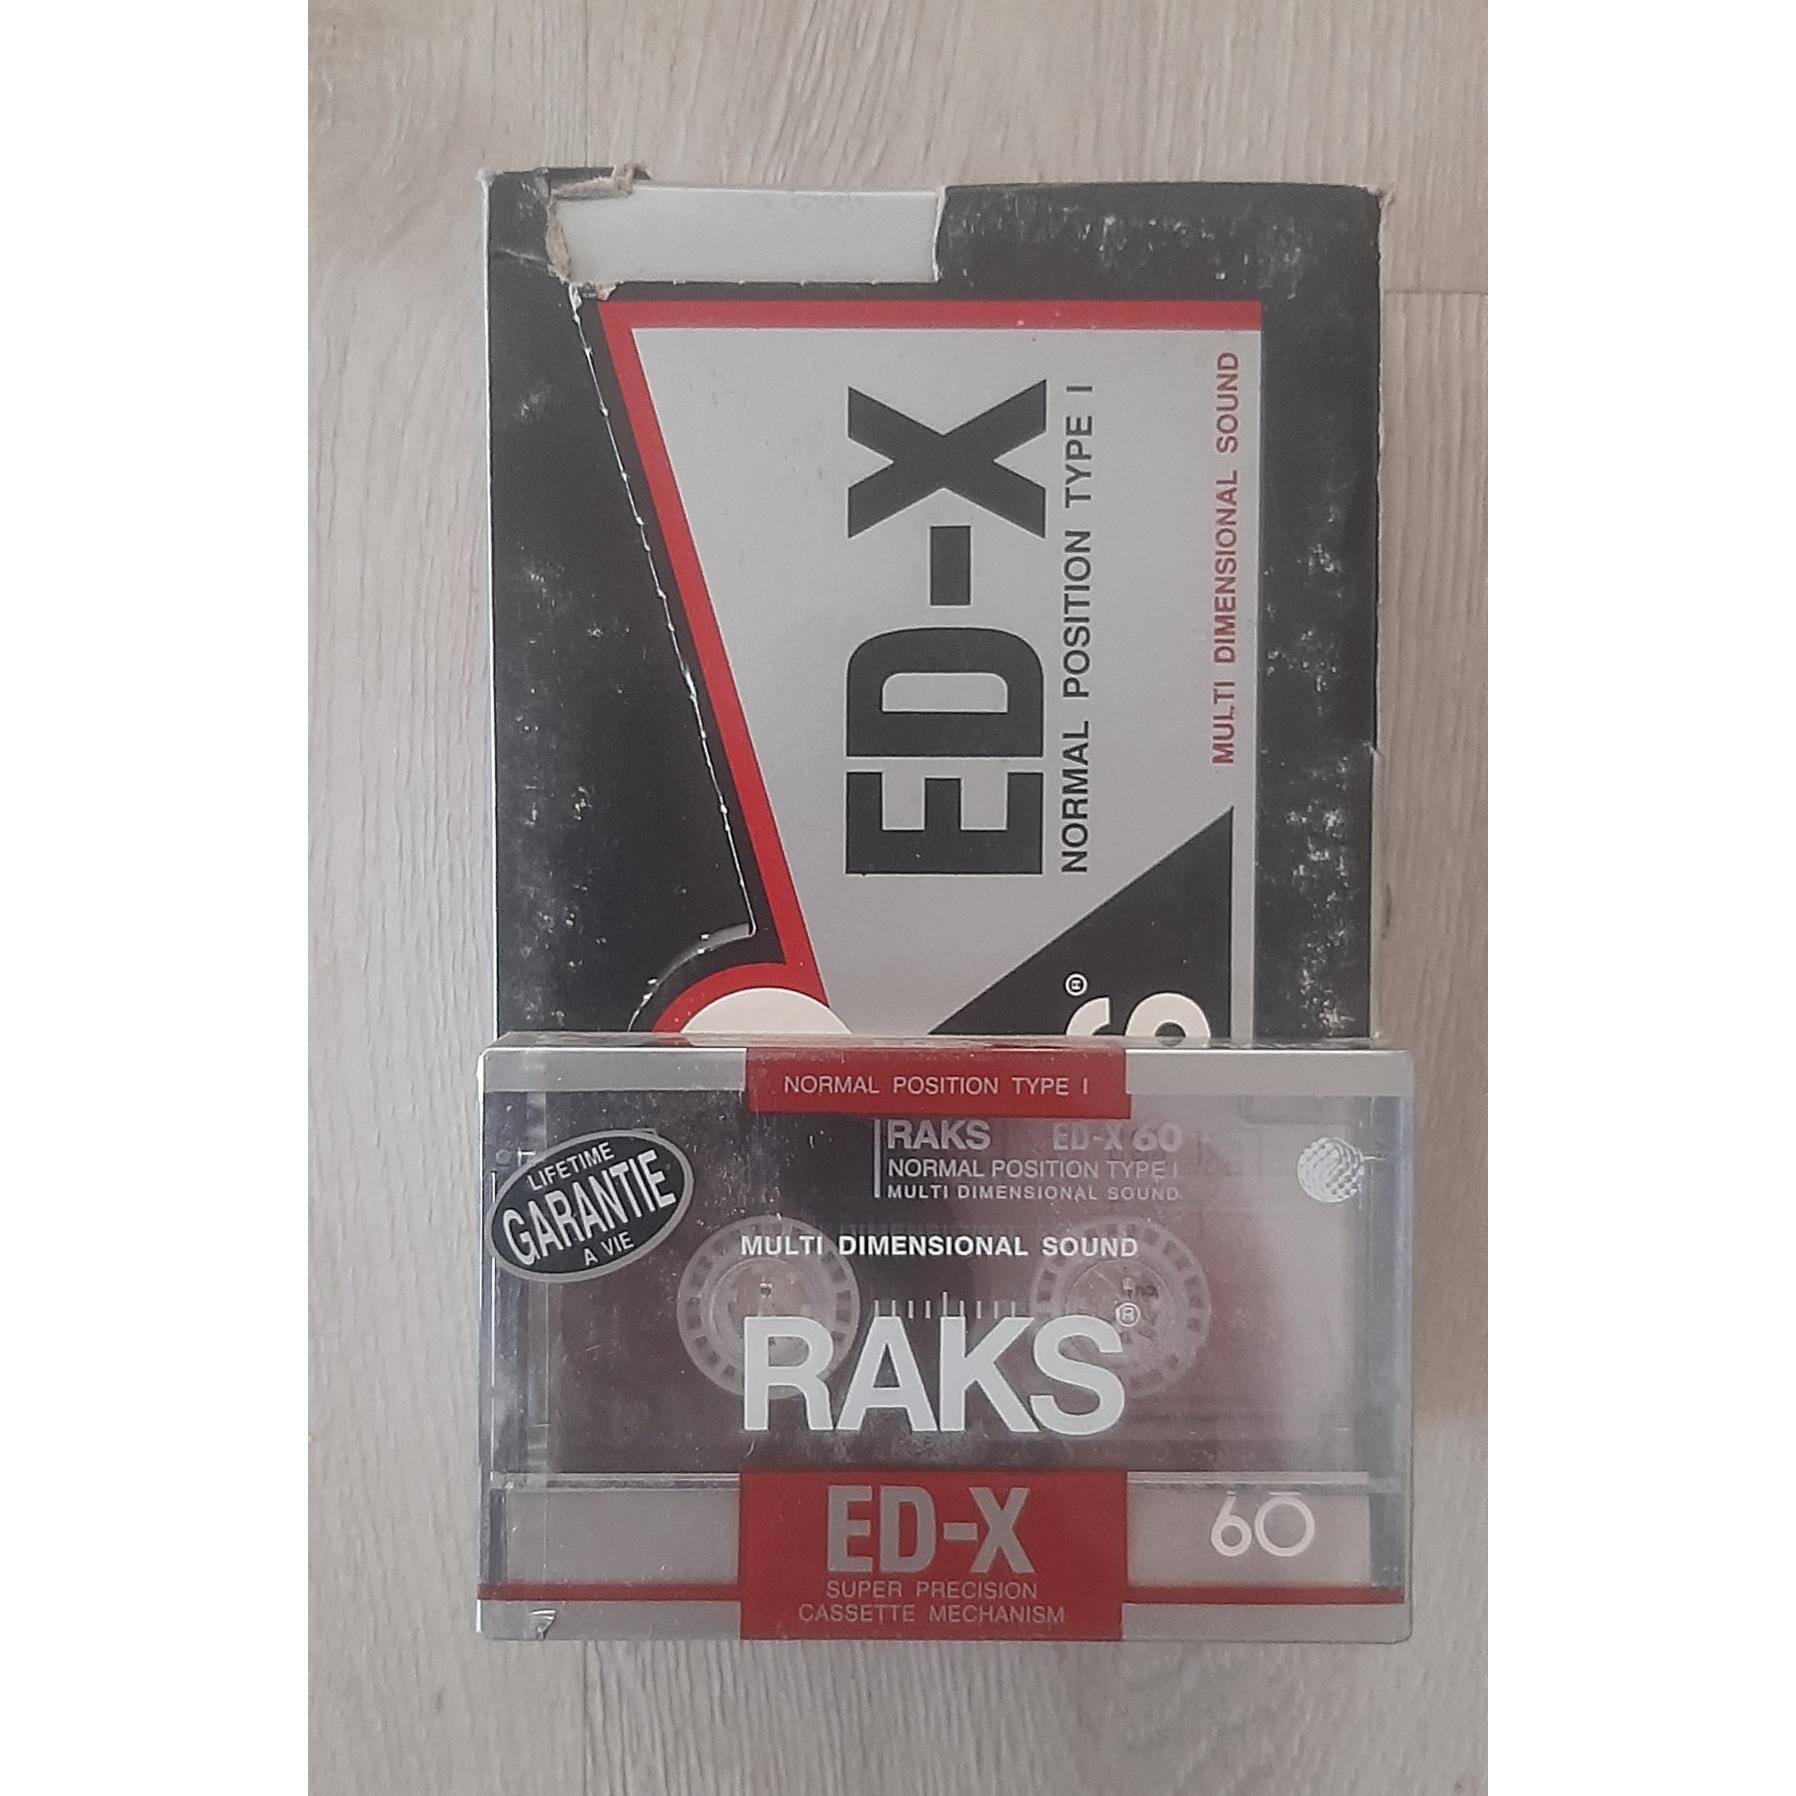 ED-X
NORMAL POSITION TYPE I
MULTI DIMENSIONAL SOUND
S®
NORMAL POSITION TYPE I
RAKS ED-X 60
NORMAL POSITION TYPE I
MULTI DIMENSIONAL SOUND
LIFETIME
GARANTIE
A VIE
MULTI DIMENSIONAL SOUND
RAKS®
ED-X
60
SUPER PRECISION
CASSETTE MECHANISM